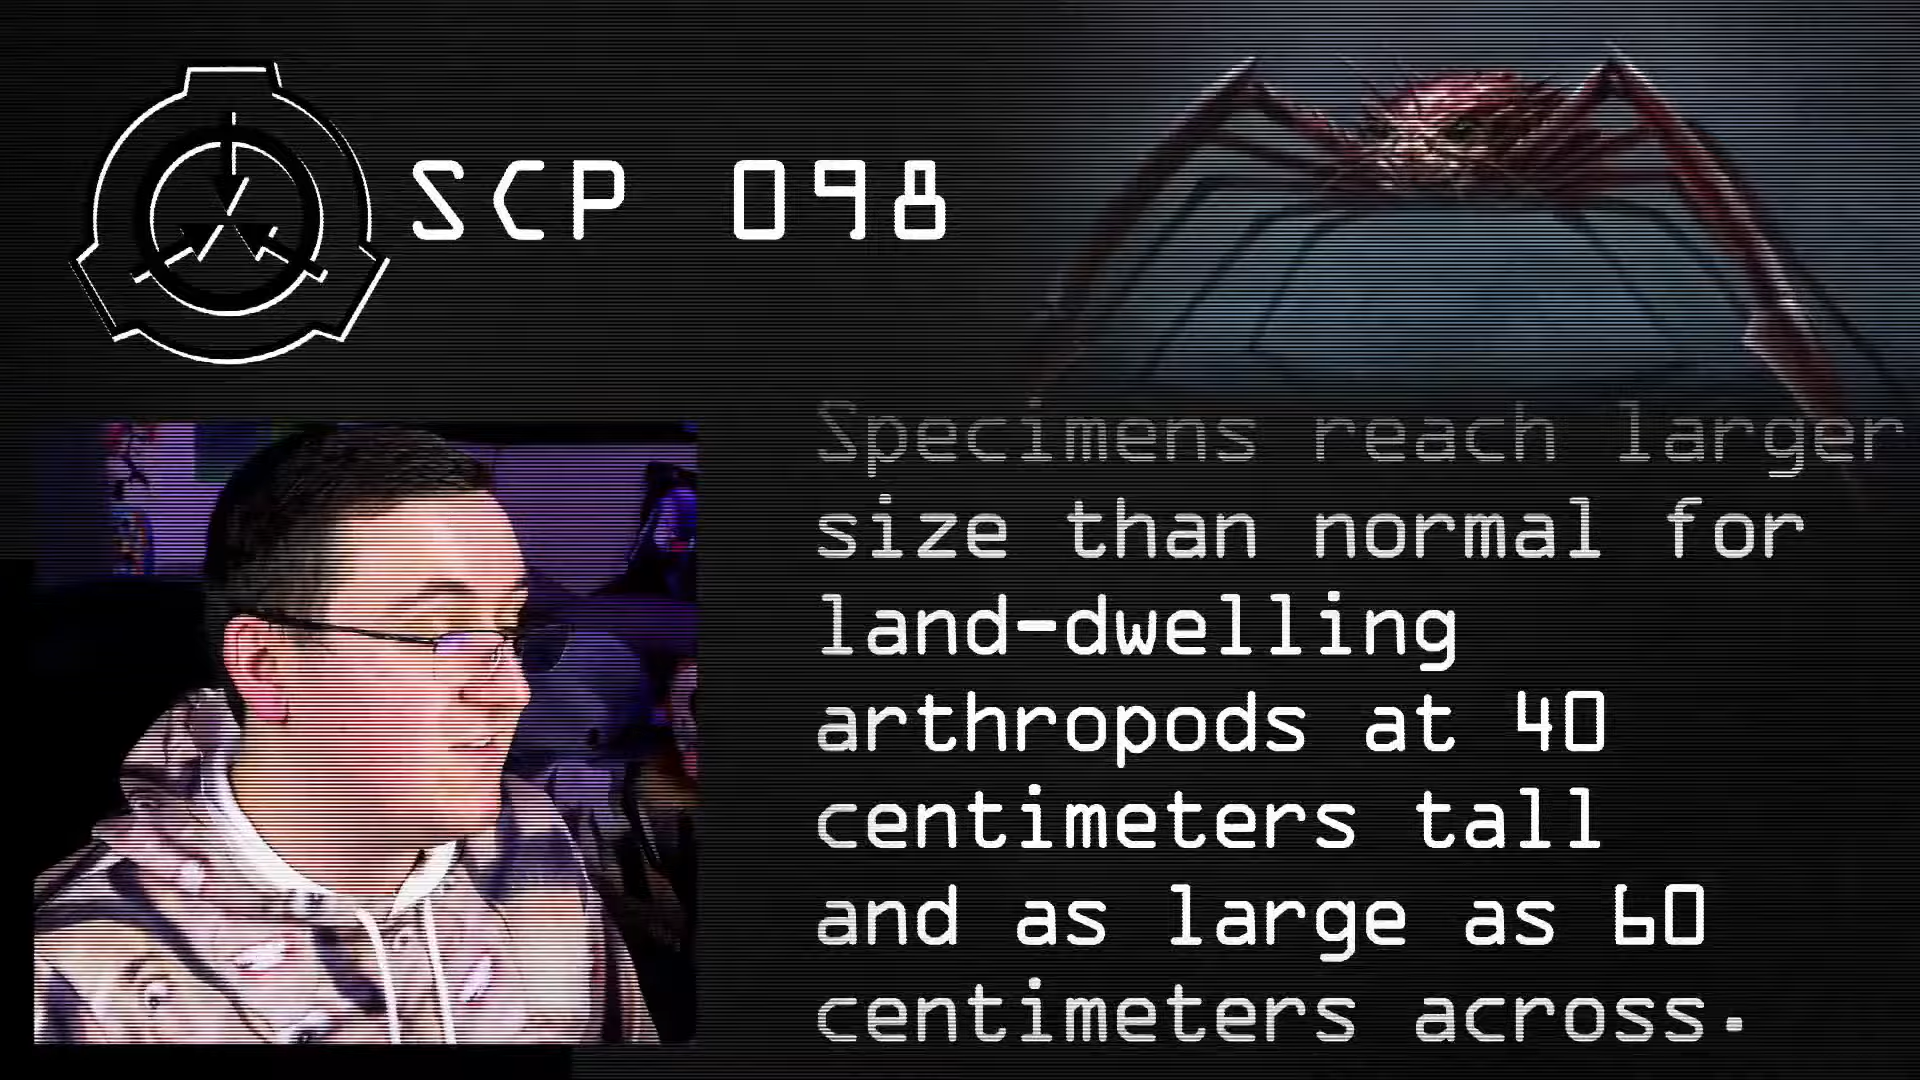 SCP 098
Specimens reach larger
size than normal for
land-dwelling
arthropods at 40
centimeters tall
and as large as 60
centimeters across.